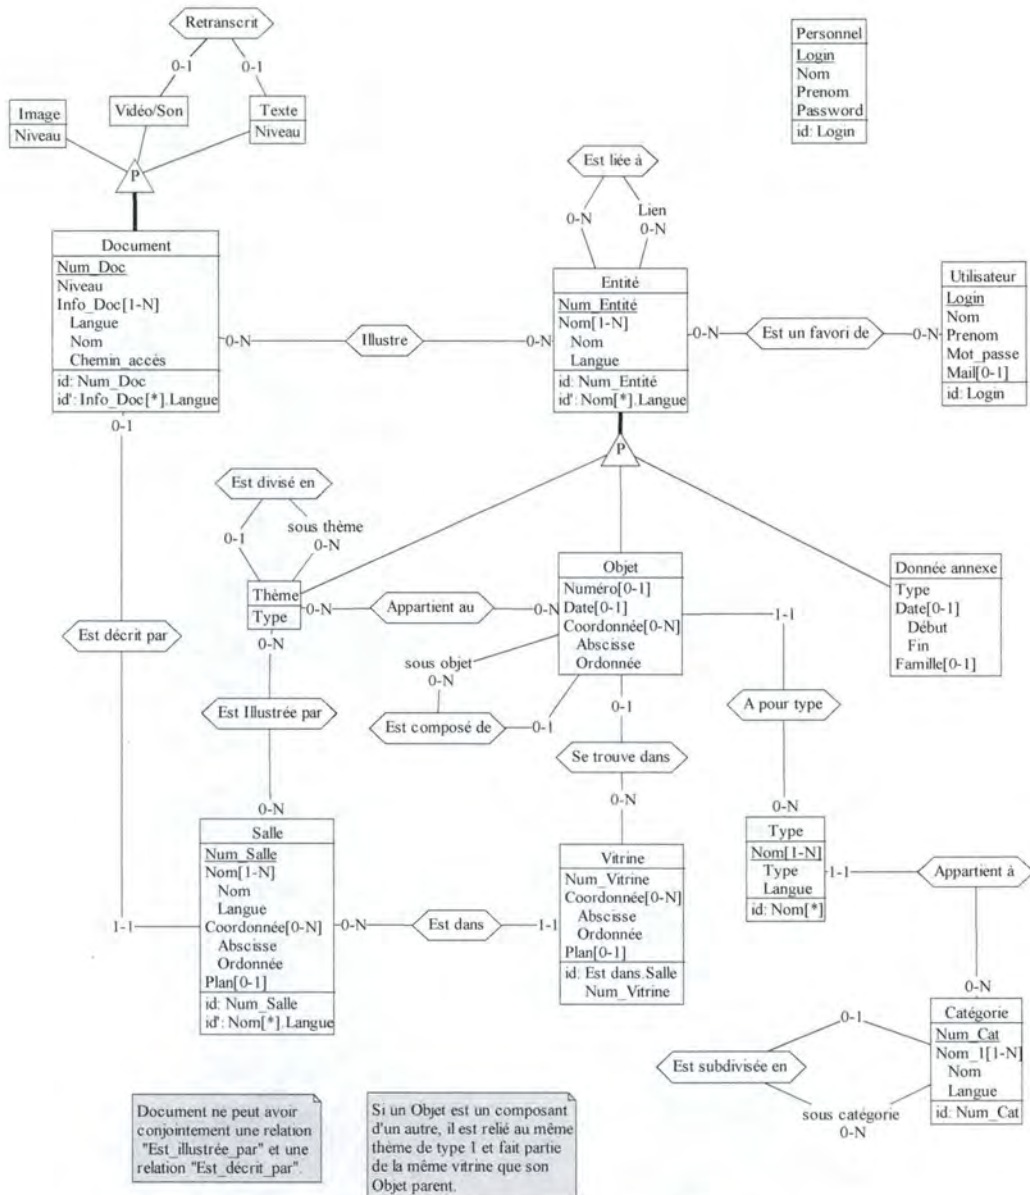 Retranscrit
0-1
0-1
Image
Niveau
Vidéo/Son
Texte
Niveau
P
Personnel
Login
Nom
Prenom
Password
id: Login
Est liée à
0-N
Lien
0-N
Document
Num_Doc
Niveau
Info_Doc[1-N]
Langue
Nom
Chemin_accès
id: Num_Doc
id': Info_Doc[*].Langue
0-N
Illustre
0-N
Entité
Num_Entité
Nom[1-N]
Nom
Langue
id: Num_Entité
id': Nom[*].Langue
0-N
Est un favori de
0-N
Utilisateur
Login
Nom
Prenom
Mot_passe
Mail[0-1]
id: Login
0-1
P
Est divisé en
0-1
sous thème
0-N
Thème
Type
0-N
Appartient au
0-N
Objet
Numéro[0-1]
Date[0-1]
Coordonnée[0-N]
Abscisse
Ordonnée
1-1
Donnée annexe
Type
Date[0-1]
Début
Fin
Famille[0-1]
Est décrit par
0-N
sous objet
0-N
Est composé de
0-1
0-1
A pour type
Est Illustrée par
Se trouve dans
0-N
0-N
0-N
Salle
Num_Salle
Nom[1-N]
Nom
Langue
Coordonnée[0-N]
Abscisse
Ordonnée
Plan[0-1]
id: Num_Salle
id': Nom[*].Langue
1-1
0-N
Est dans
1-1
Vitrine
Num_Vitrine
Coordonnée[0-N]
Abscisse
Ordonnée
Plan[0-1]
id: Est dans.Salle
Num_Vitrine
Type
Nom[1-N]
Type
Langue
id: Nom[*]
1-1
Appartient à
0-N
Catégorie
Num_Cat
Nom_1[1-N]
Nom
Langue
id: Num_Cat
0-1
Est subdivisée en
sous catégorie
0-N
Document ne peut avoir
conjointement une relation
"Est_illustrée_par" et une
relation "Est_décrit_par".
Si un Objet est un composant
d'un autre, il est relié au même
thème de type 1 et fait partie
de la même vitrine que son
Objet parent.